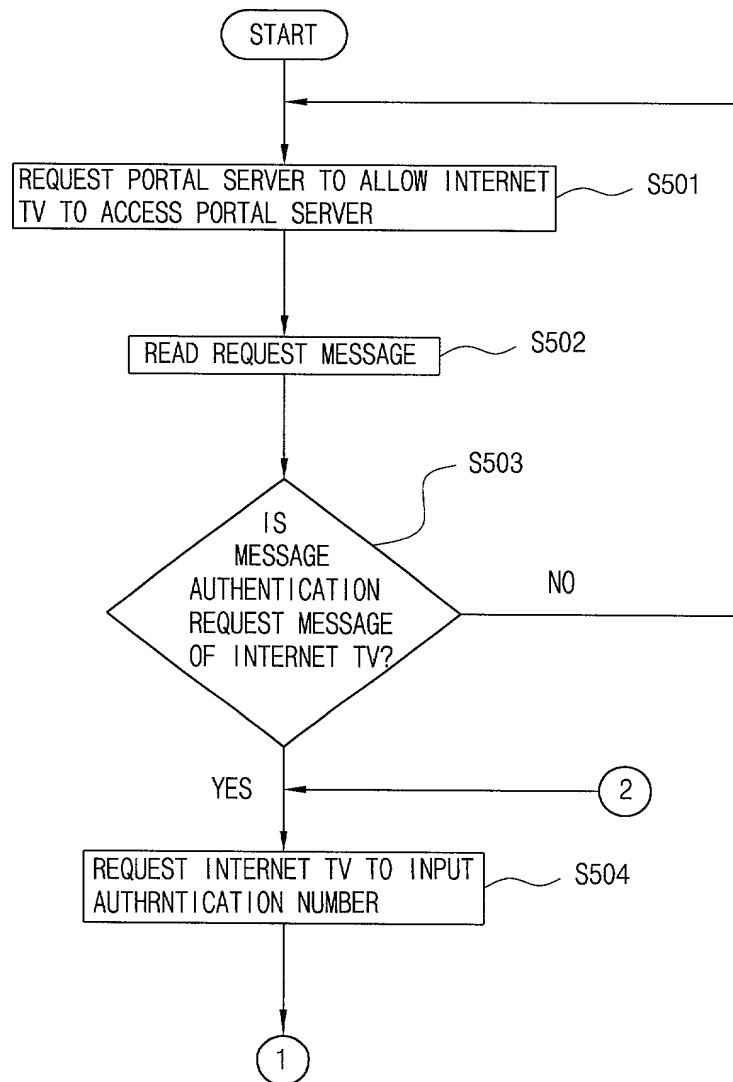 START
REQUEST PORTAL SERVER TO ALLOW INTERNET
TV TO ACCESS PORTAL SERVER
S501
READ REQUEST MESSAGE
S502
S503
IS
MESSAGE
AUTHENTICATION
REQUEST MESSAGE
OF INTERNET TV?
NO
YES
2
REQUEST INTERNET TV TO INPUT
AUTHRNTICATION NUMBER
S504
1